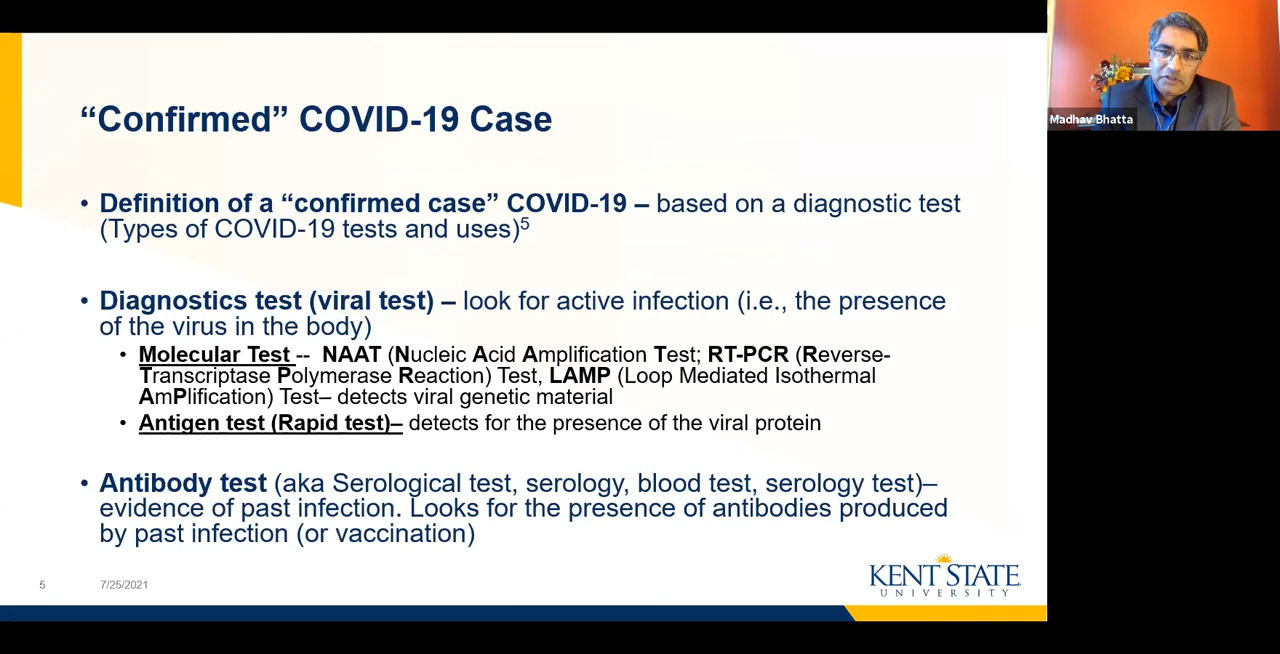 “Confirmed” COVID-19 Case
• Definition of a “confirmed case” COVID-19 – based on a diagnostic test
(Types of COVID-19 tests and uses)5
• Diagnostics test (viral test) – look for active infection (i.e., the presence
of the virus in the body)
• Molecular Test -- NAAT (Nucleic Acid Amplification Test; RT-PCR (Reverse-
Transcriptase Polymerase Reaction) Test, LAMP (Loop Mediated Isothermal
AmPlification) Test– detects viral genetic material
• Antigen test (Rapid test)– detects for the presence of the viral protein
• Antibody test (aka Serological test, serology, blood test, serology test)–
evidence of past infection. Looks for the presence of antibodies produced
by past infection (or vaccination)
5
7/25/2021
KENT STATE
UNIVERSITY
Madhav Bhatta